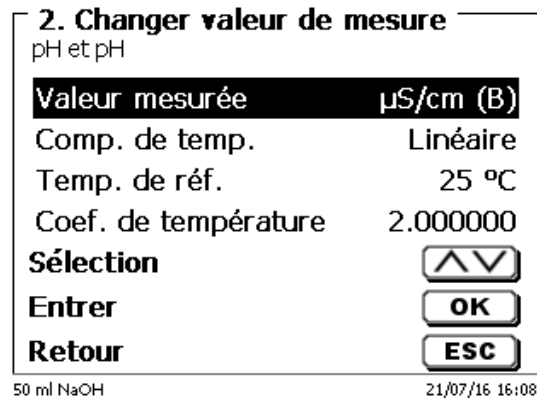 2. Changer valeur de mesure
pH et pH
Valeur mesurée µS/cm (B)
Comp. de temp. Linéaire
Temp. de réf. 25 ºC
Coef. de température 2.000000
Sélection
Entrer OK
Retour ESC
50 ml NaOH 21/07/16 16:08